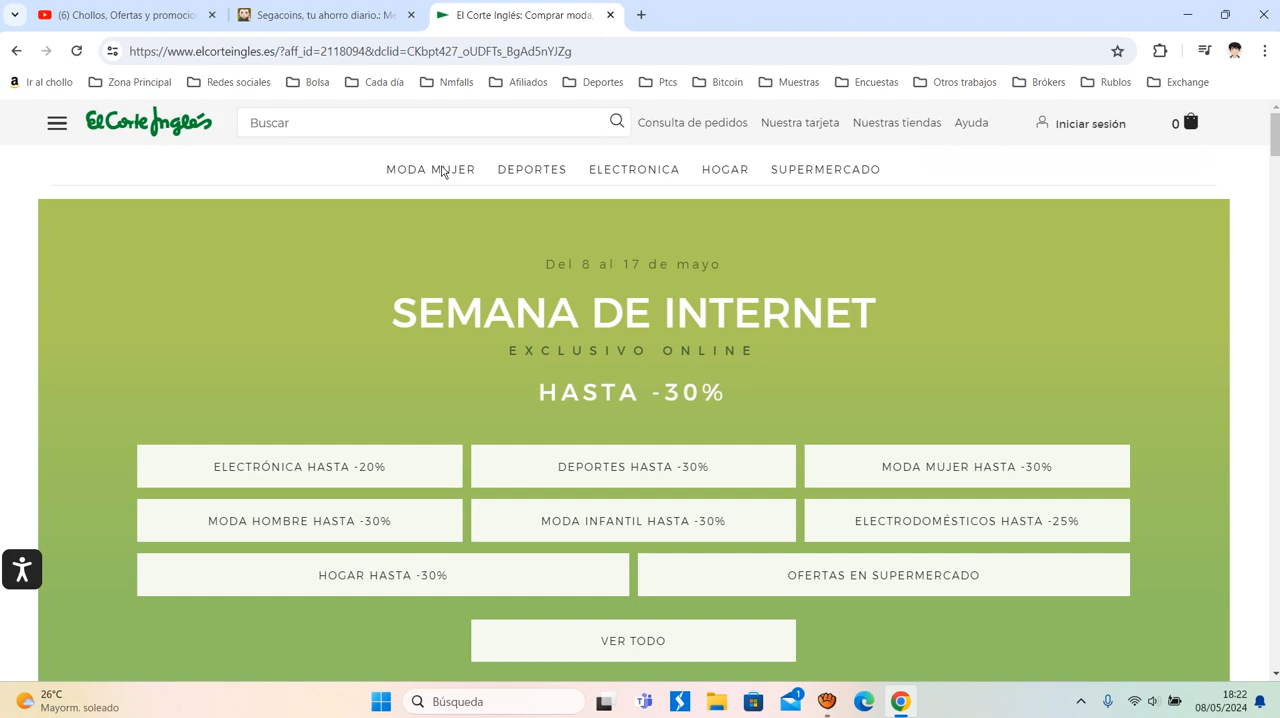 (6) Chollos, Ofertas y promocio
Segacoins, tu ahorro diario.: Me
El Corte Inglés: Comprar moda,
https://www.elcorteingles.es/?aff_id=2118094&dclid=CKbpt427_oUDFTs_BgAd5nYJZg
Ir al chollo Zona Principal Redes sociales Bolsa Cada día Nmfalls Afiliados Deportes Ptcs Bitcoin Muestras Encuestas Otros trabajos Brókers Rublos Exchange
El Corte Inglés Buscar Consulta de pedidos Nuestra tarjeta Nuestras tiendas Ayuda Iniciar sesión 0
MODA MUJER DEPORTES ELECTRONICA HOGAR SUPERMERCADO
Del 8 al 17 de mayo
SEMANA DE INTERNET
EXCLUSIVO ONLINE
HASTA -30%
ELECTRÓNICA HASTA -20% DEPORTES HASTA -30% MODA MUJER HASTA -30%
MODA HOMBRE HASTA -30% MODA INFANTIL HASTA -30% ELECTRODOMÉSTICOS HASTA -25%
HOGAR HASTA -30% OFERTAS EN SUPERMERCADO
VER TODO
26°C
Mayorm. soleado
Búsqueda
1
18:22
08/05/2024